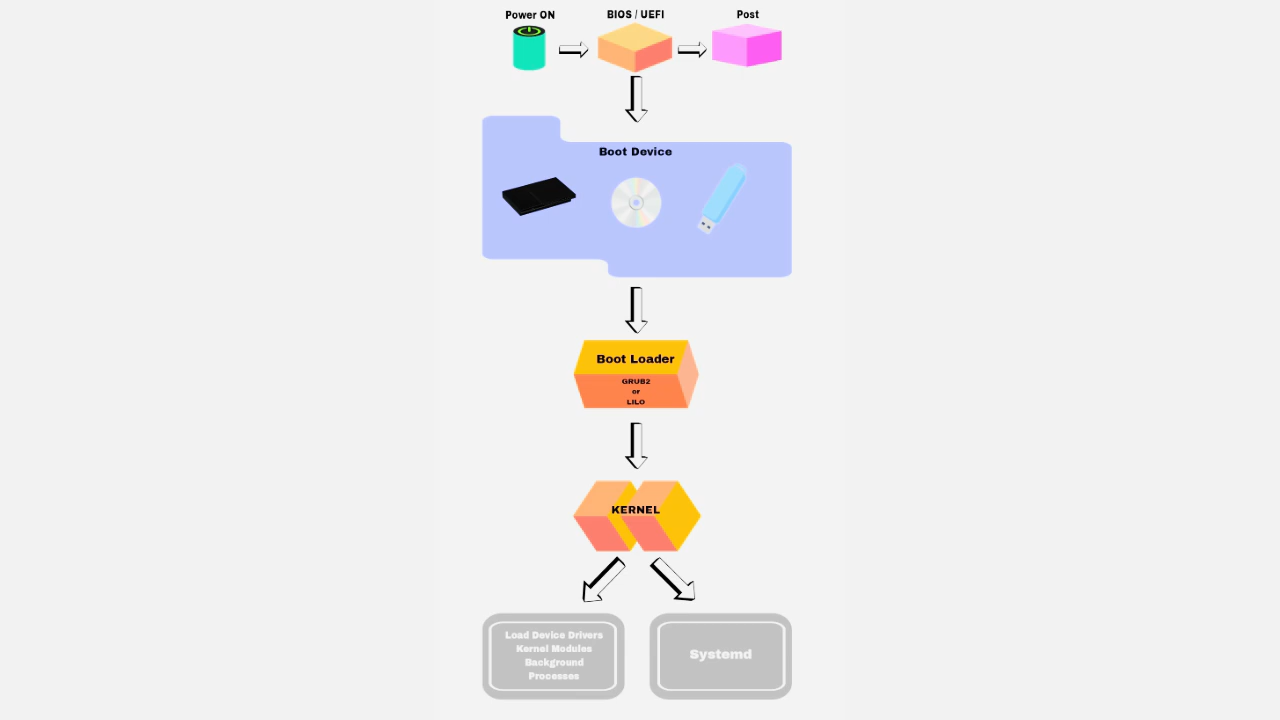 Power ON
BIOS / UEFI
Post
Boot Device
Boot Loader
GRUB2
or
LILO
KERNEL
Load Device Drivers
Kernel Modules
Background
Processes
Systemd